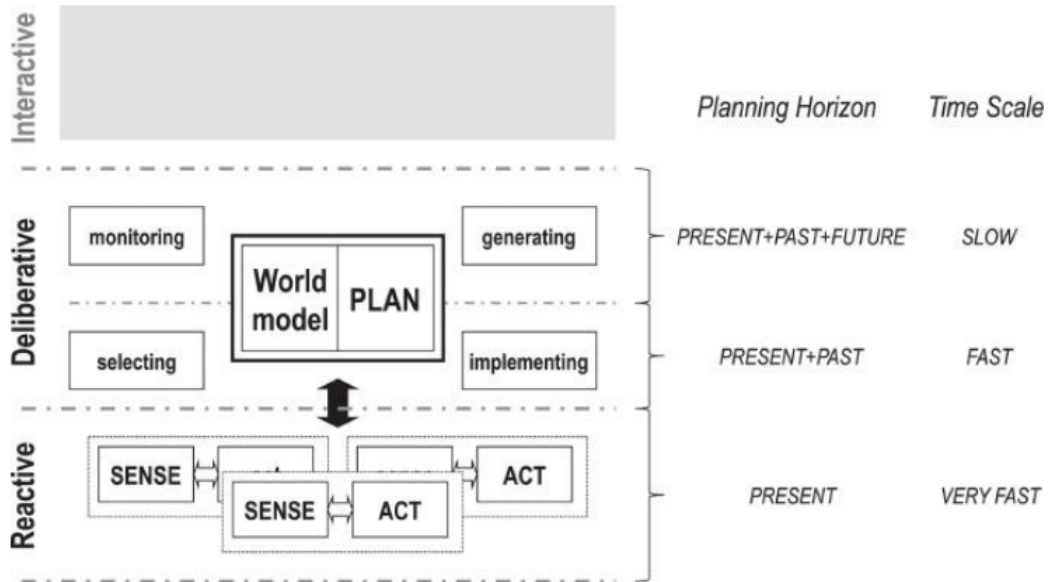 Interactive
Planning Horizon
Time Scale
Deliberative
monitoring
generating
PRESENT+PAST+FUTURE
SLOW
World
model
PLAN
selecting
implementing
PRESENT+PAST
FAST
Reactive
SENSE
ACT
SENSE
ACT
PRESENT
VERY FAST